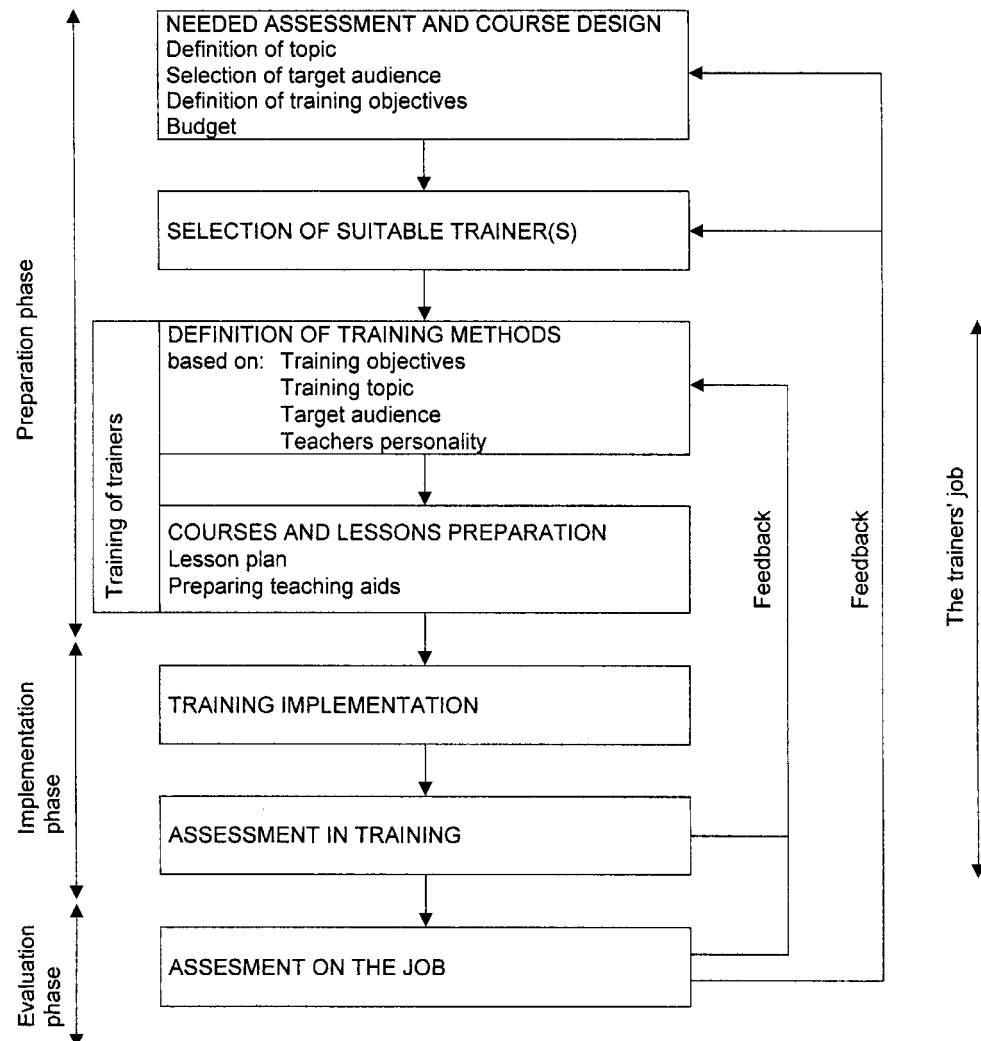 NEEDED ASSESSMENT AND COURSE DESIGN
Definition of topic
Selection of target audience
Definition of training objectives
Budget
SELECTION OF SUITABLE TRAINER(S)
Preparation phase
Training of trainers
DEFINITION OF TRAINING METHODS
based on: Training objectives
Training topic
Target audience
Teachers personality
COURSES AND LESSONS PREPARATION
Lesson plan
Preparing teaching aids
Feedback
Feedback
The trainers' job
Implementation
phase
TRAINING IMPLEMENTATION
ASSESSMENT IN TRAINING
Evaluation
phase
ASSESMENT ON THE JOB